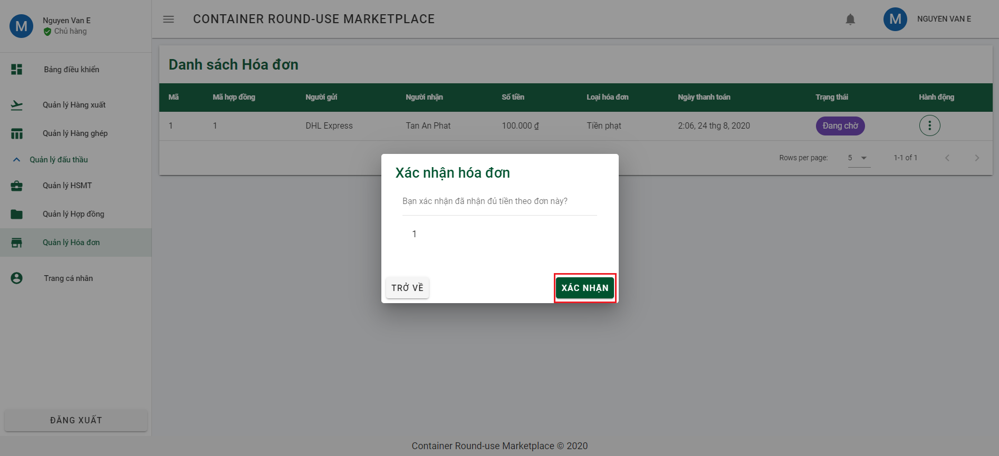 M
Nguyen Van E
Chủ hàng
CONTAINER ROUND-USE MARKETPLACE
M
NGUYEN VAN E
Bảng điều khiển
Quản lý Hàng xuất
Quản lý Hàng ghép
Quản lý đấu thầu
Quản lý HSMT
Quản lý Hợp đồng
Quản lý Hóa đơn
Trang cá nhân
ĐĂNG XUẤT
Danh sách Hóa đơn
Mã Mã hợp đồng Người gửi Người nhận Số tiền Loại hóa đơn Ngày thanh toán Trạng thái Hành động
1 1 DHL Express Tan An Phat 100.000 ₫ Tiền phạt 2:06, 24 thg 8, 2020 Đang chờ
Rows per page: 5 1-1 of 1
Xác nhận hóa đơn
Bạn xác nhận đã nhận đủ tiền theo đơn này?
1
TRỞ VỀ XÁC NHẬN
Container Round-use Marketplace © 2020